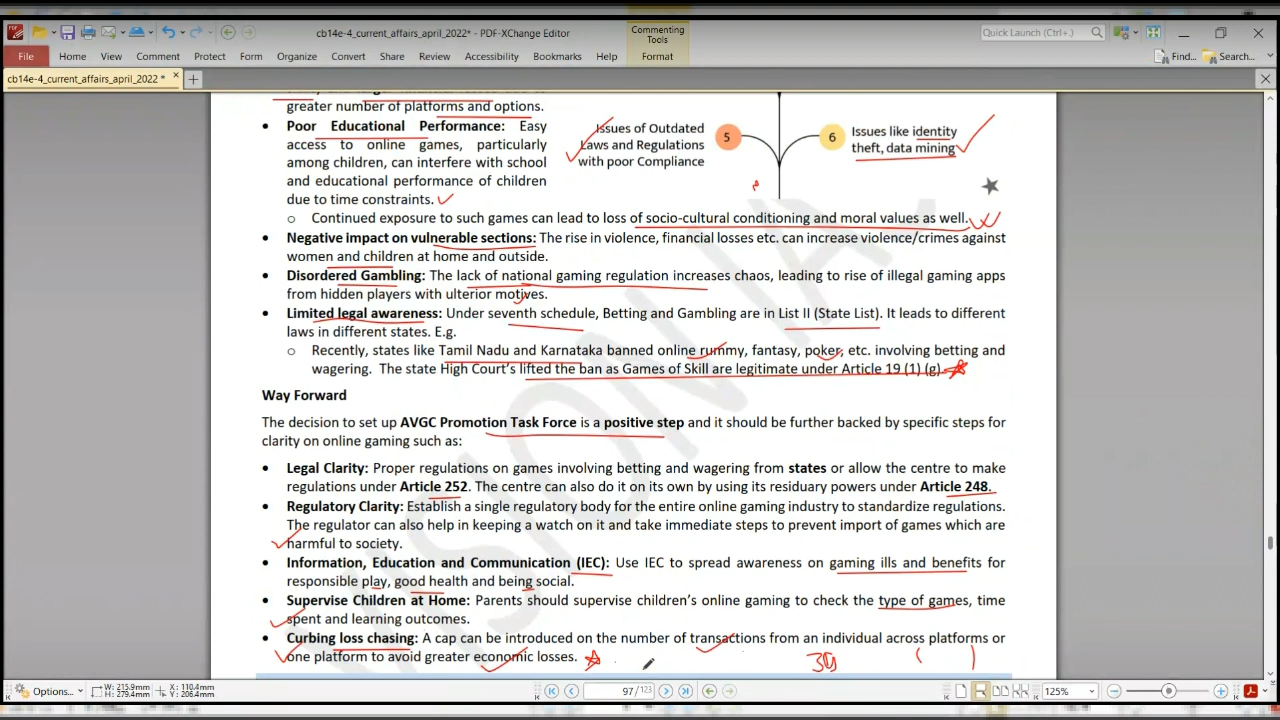 cb14e-4_current_affairs_april_2022* - PDF-XChange Editor
Commenting Tools
Quick Launch (Ctrl+.)
File Home View Comment Protect Form Organize Convert Share Review Accessibility Bookmarks Help Format
Find... Search...
cb14e-4_current_affairs_april_2022 *
greater number of platforms and options.
• Poor Educational Performance: Easy
access to online games, particularly
among children, can interfere with school
and educational performance of children
due to time constraints.
Issues of Outdated
Laws and Regulations
with poor Compliance
5
6
Issues like identity
theft, data mining
o Continued exposure to such games can lead to loss of socio-cultural conditioning and moral values as well.
• Negative impact on vulnerable sections: The rise in violence, financial losses etc. can increase violence/crimes against
women and children at home and outside.
• Disordered Gambling: The lack of national gaming regulation increases chaos, leading to rise of illegal gaming apps
from hidden players with ulterior motives.
• Limited legal awareness: Under seventh schedule, Betting and Gambling are in List II (State List). It leads to different
laws in different states. E.g.
o Recently, states like Tamil Nadu and Karnataka banned online rummy, fantasy, poker, etc. involving betting and
wagering. The state High Court's lifted the ban as Games of Skill are legitimate under Article 19 (1) (g).
Way Forward
The decision to set up AVGC Promotion Task Force is a positive step and it should be further backed by specific steps for
clarity on online gaming such as:
• Legal Clarity: Proper regulations on games involving betting and wagering from states or allow the centre to make
regulations under Article 252. The centre can also do it on its own by using its residuary powers under Article 248.
• Regulatory Clarity: Establish a single regulatory body for the entire online gaming industry to standardize regulations.
The regulator can also help in keeping a watch on it and take immediate steps to prevent import of games which are
harmful to society.
• Information, Education and Communication (IEC): Use IEC to spread awareness on gaming ills and benefits for
responsible play, good health and being social.
• Supervise Children at Home: Parents should supervise children's online gaming to check the type of games, time
spent and learning outcomes.
• Curbing loss chasing: A cap can be introduced on the number of transactions from an individual across platforms or
one platform to avoid greater economic losses.
VISION IA
Options...
W: 215.9mm
H: 279.4mm
X: 110.4mm
Y: 206.4mm
97 / 123
125%